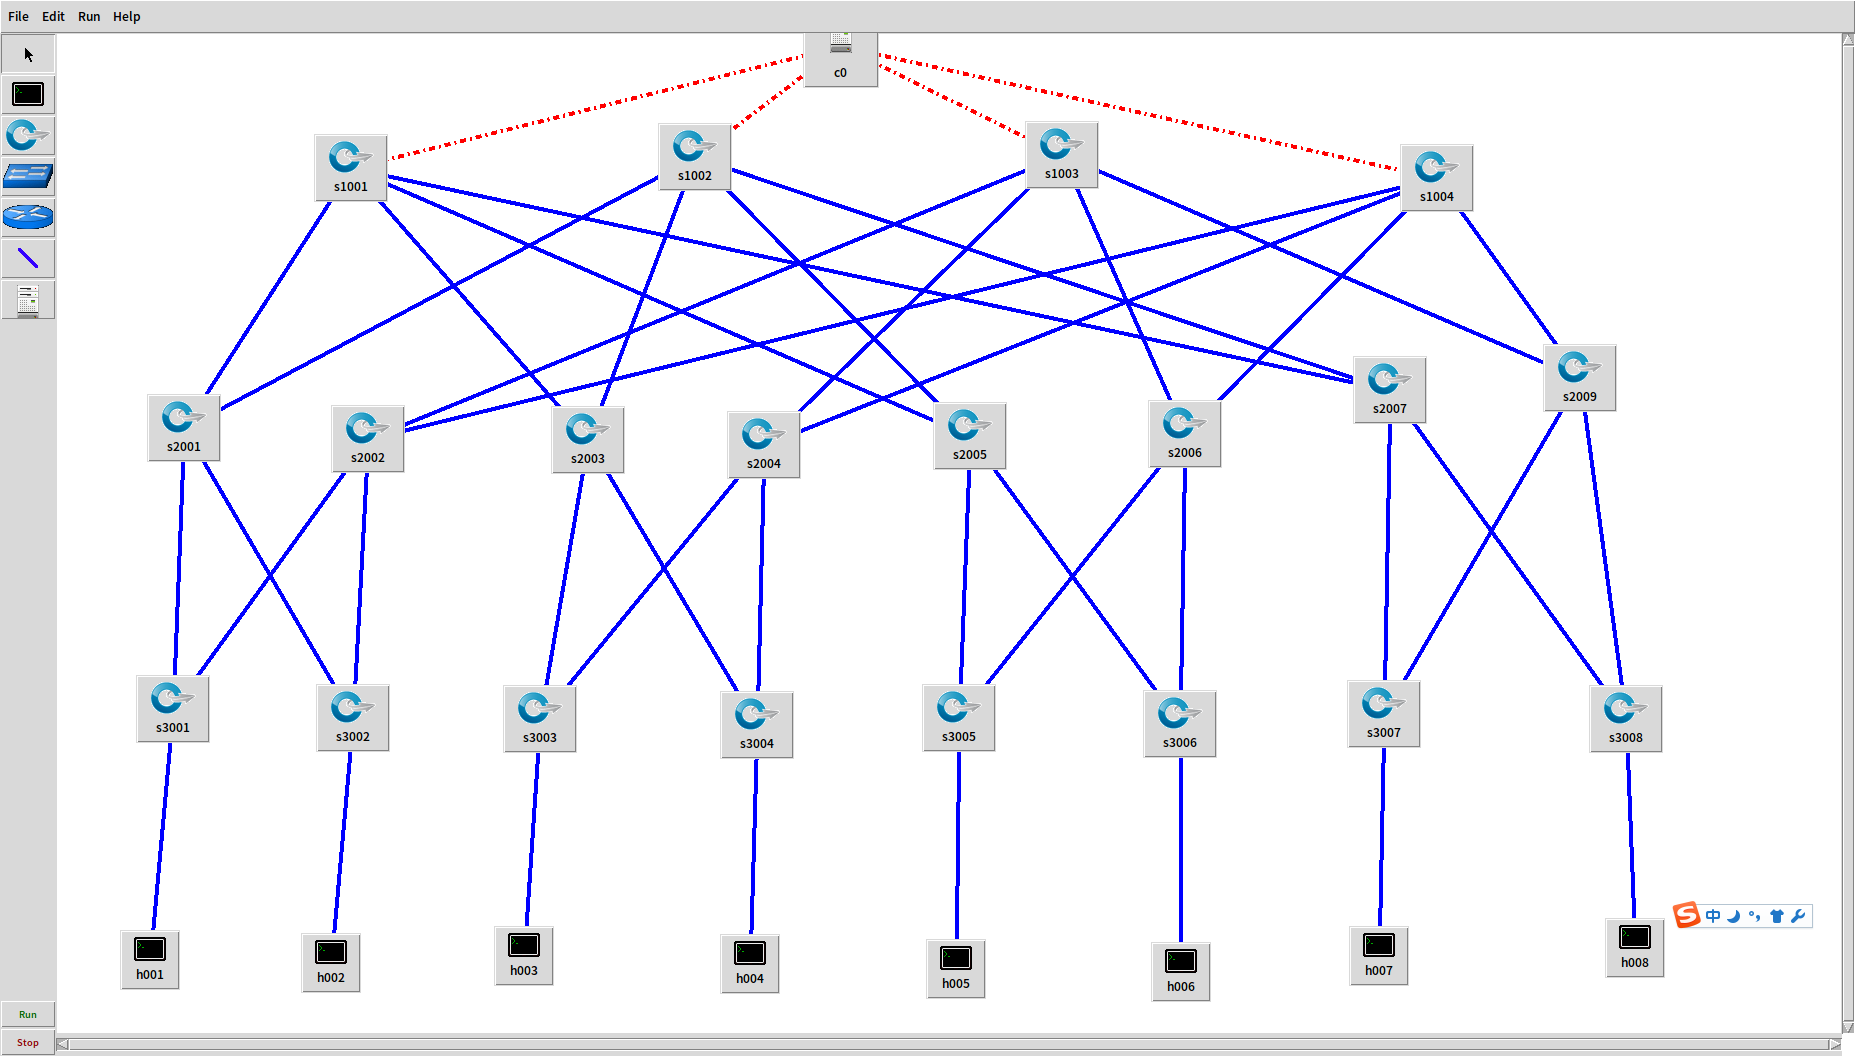 File Edit Run Help
c0
s1001
s1002
s1003
s1004
s2001
s2002
s2003
s2004
s2005
s2006
s2007
s2009
s3001
s3002
s3003
s3004
s3005
s3006
s3007
s3008
h001
h002
h003
h004
h005
h006
h007
h008
S 中
Run
Stop